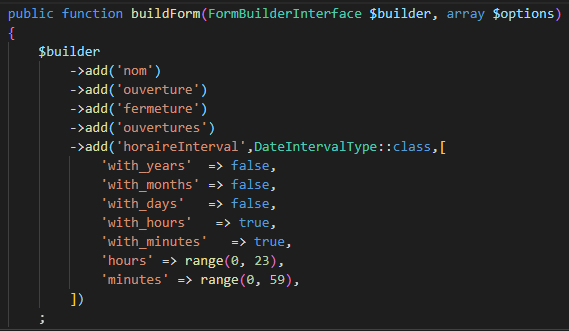 public function buildForm(FormBuilderInterface $builder, array $options)
{
$builder
->add('nom')
->add('ouverture')
->add('fermeture')
->add('ouvertures')
->add('horaireInterval',DateIntervalType::class,[
'with_years'  => false,
'with_months' => false,
'with_days'   => false,
'with_hours'   => true,
'with_minutes'   => true,
'hours' => range(0, 23),
'minutes' => range(0, 59),
])
;